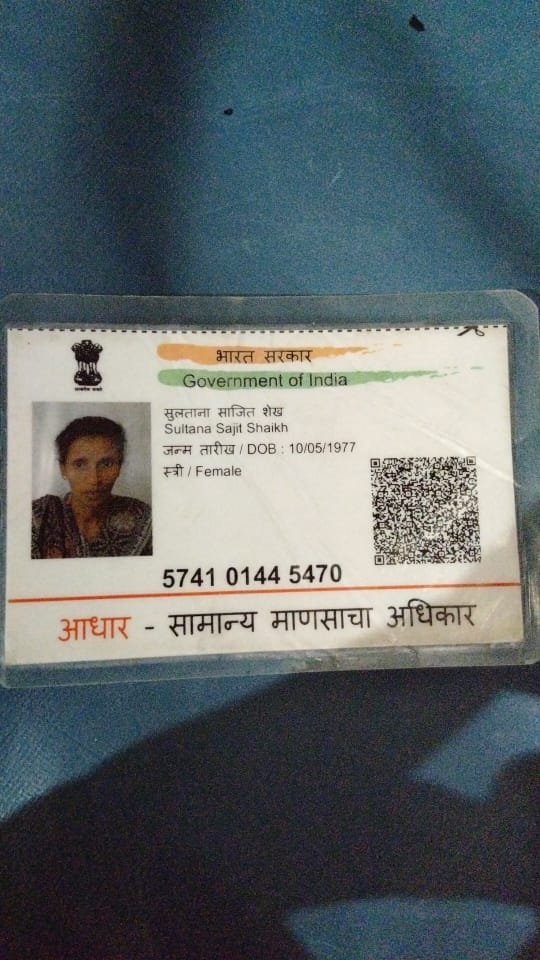 भारत सरकार
Government of India
सुलताना साजित शेख
Sultana Sajit Shaikh
जन्म तारीख / DOB : 10/05/1977
स्त्री / Female
5741 0144 5470
आधार - सामान्य माणसाचा अधिकार